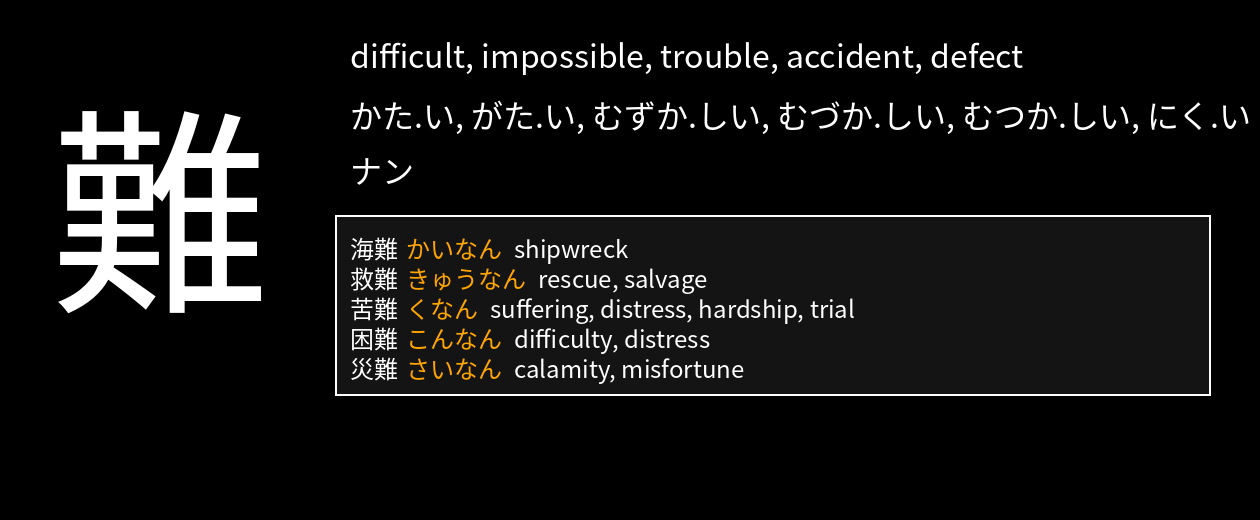 難
difficult, impossible, trouble, accident, defect
かた.い, がた.い, むずか.しい, むづか.しい, むつか.しい, にく.い
ナン
海難 かいなん shipwreck
救難 きゅうなん rescue, salvage
苦難 くなん suffering, distress, hardship, trial
困難 こんなん difficulty, distress
災難 さいなん calamity, misfortune